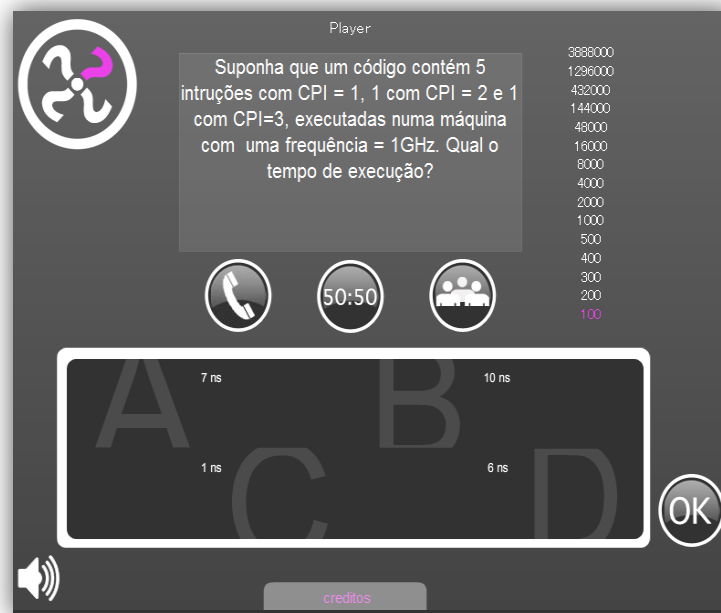 Player
Suponha que um código contém 5
intruções com CPI = 1, 1 com CPI = 2 e 1
com CPI=3, executadas numa máquina
com uma frequência = 1GHz. Qual o
tempo de execução?
3888000
1296000
432000
144000
48000
16000
8000
4000
2000
1000
500
400
300
200
100
50:50
A
7 ns
B
10 ns
C
1 ns
D
6 ns
OK
creditos